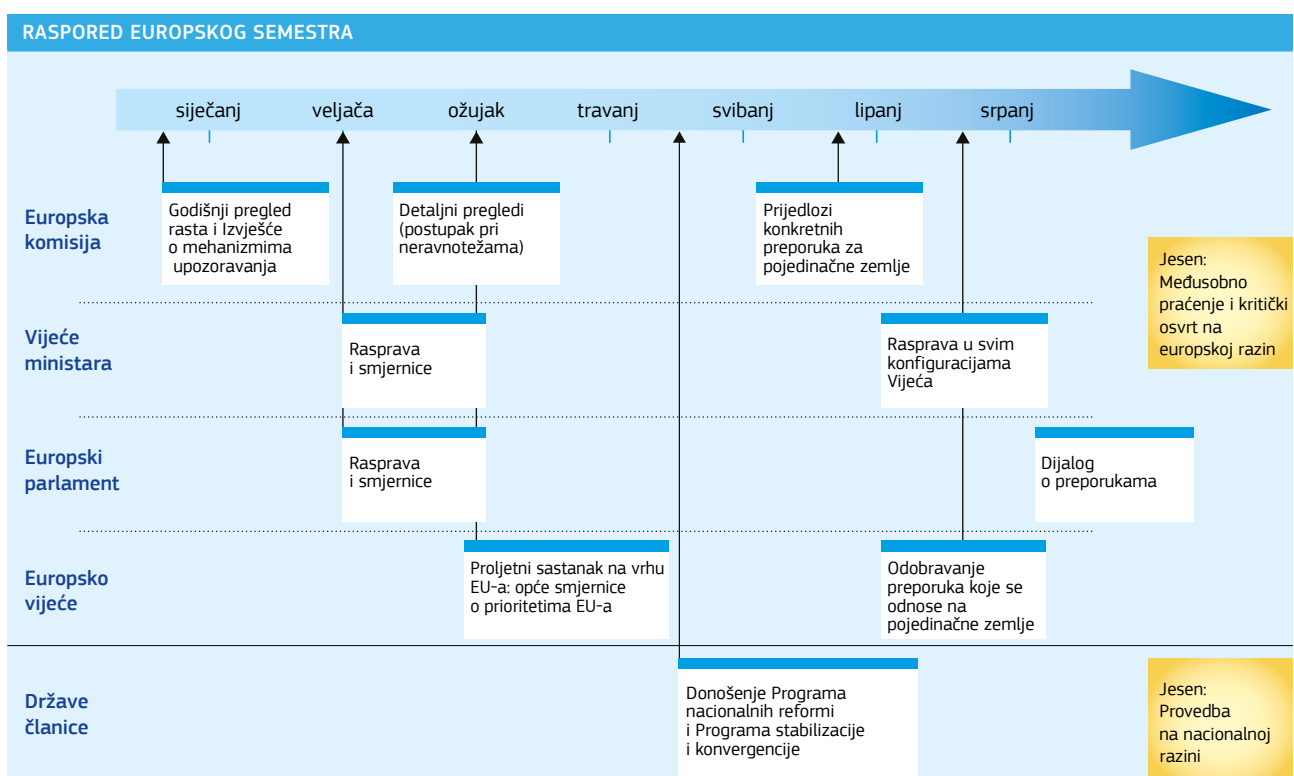 RASPORED EUROPSKOG SEMESTRA
siječanj veljača ožujak travanj svibanj lipanj srpanj
Europska
komisija
Godišnji pregled
rasta i Izvješće
o mehanizmima
upozoravanja
Detaljni pregledi
(postupak pri
neravnotežama)
Prijedlozi
konkretnih
preporuka za
pojedinačne zemlje
Jesen:
Međusobno
praćenje i kritički
osvrt na
europskoj razin
Vijeće
ministara
Rasprava
i smjernice
Rasprava u svim
konfiguracijama
Vijeća
Europski
parlament
Rasprava
i smjernice
Dijalog
o preporukama
Europsko
vijeće
Proljetni sastanak na vrhu
EU-a: opće smjernice
o prioritetima EU-a
Odobravanje
preporuka koje se
odnose na
pojedinačne zemlje
Države
članice
Donošenje Programa
nacionalnih reformi
i Programa stabilizacije
i konvergencije
Jesen:
Provedba
na nacionalnoj
razini